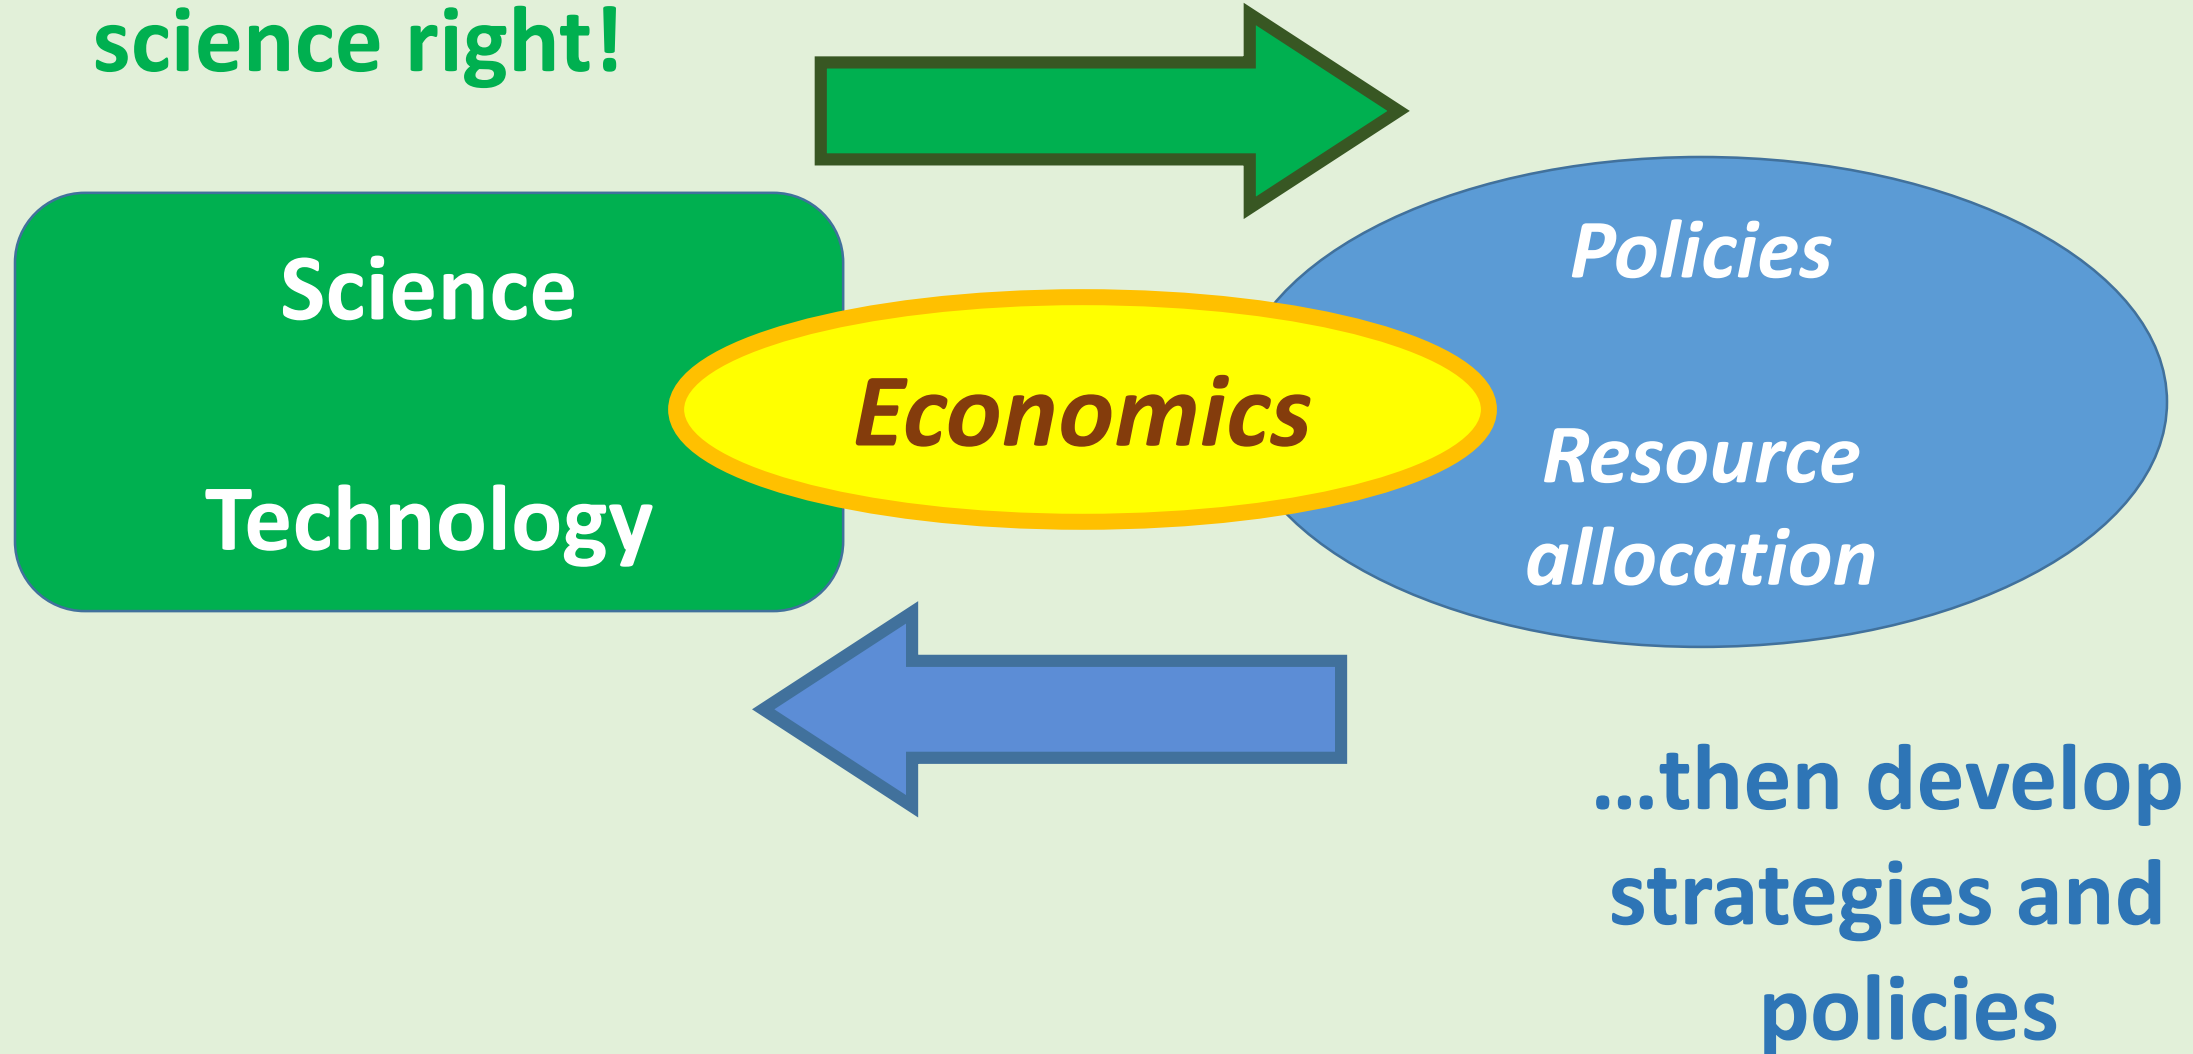 science right!
Science
Technology
Economics
Policies
Resource
allocation
…then develop
strategies and
policies